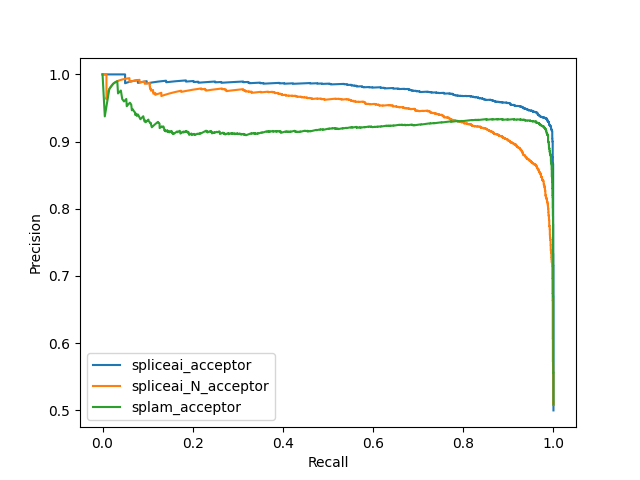 1.0
0.9
0.8
0.7
0.6
0.5
Precision
spliceai_acceptor
spliceai_N_acceptor
splam_acceptor
0.0 0.2 0.4 0.6 0.8 1.0
Recall